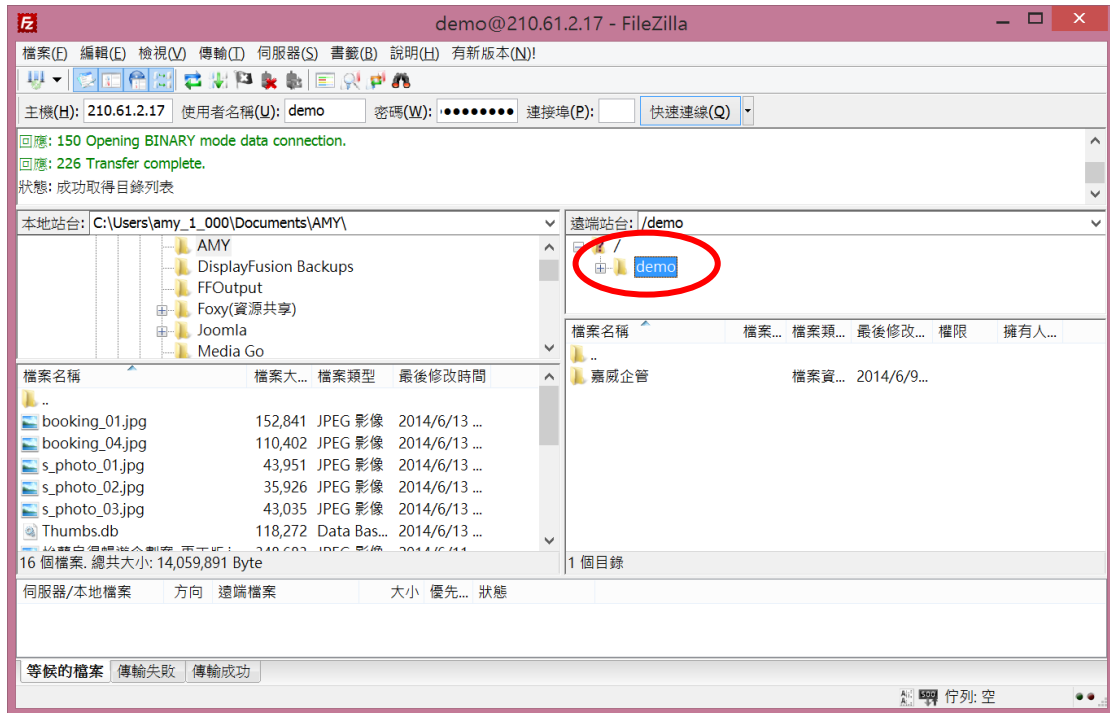 demo@210.61.2.17 - FileZilla
檔案(F) 編輯(E) 檢視(V) 傳輸(T) 伺服器(S) 書籤(B) 說明(H) 有新版本(N)!
主機(H): 210.61.2.17 使用者名稱(U): demo 密碼(W): ●●●●●●●● 連接埠(P): 快速連線(Q)
回應: 150 Opening BINARY mode data connection.
回應: 226 Transfer complete.
狀態: 成功取得目錄列表
本地站台: C:\Users\amy_1_000\Documents\AMY\
AMY
DisplayFusion Backups
FFOutput
Foxy(資源共享)
Joomla
Media Go
檔案名稱 檔案大... 檔案類型 最後修改時間
..
booking_01.jpg 152,841 JPEG 影像 2014/6/13 ...
booking_04.jpg 110,402 JPEG 影像 2014/6/13 ...
s_photo_01.jpg 43,951 JPEG 影像 2014/6/13 ...
s_photo_02.jpg 35,926 JPEG 影像 2014/6/13 ...
s_photo_03.jpg 43,035 JPEG 影像 2014/6/13 ...
Thumbs.db 118,272 Data Bas... 2014/6/13 ...
16 個檔案. 總共大小: 14,059,891 Byte
遠端站台: /demo
/
demo
檔案名稱 檔案... 檔案類... 最後修改... 權限 擁有人...
..
嘉威企管 檔案資... 2014/6/9...
1 個目錄
伺服器/本地檔案 方向 遠端檔案 大小 優先... 狀態
等候的檔案 傳輸失敗 傳輸成功
佇列: 空